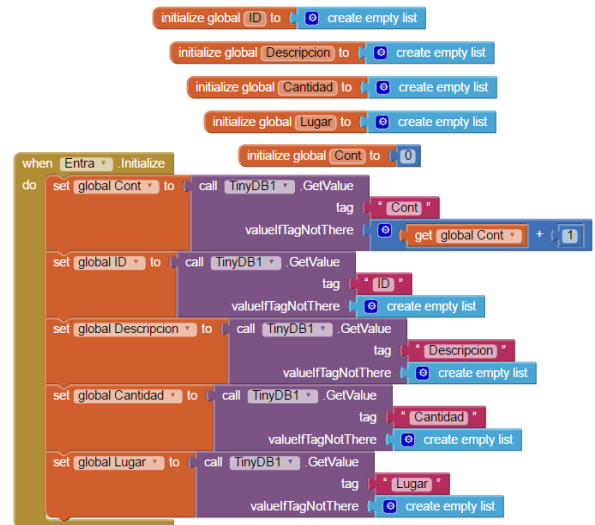 initialize global ID to create empty list
initialize global Descripcion to create empty list
initialize global Cantidad to create empty list
initialize global Lugar to create empty list
initialize global Cont to 0
when Entra .Initialize
do set global Cont to call TinyDB1 .GetValue
tag " Cont "
valueIfTagNotThere get global Cont + 1
set global ID to call TinyDB1 .GetValue
tag " ID "
valueIfTagNotThere create empty list
set global Descripcion to call TinyDB1 .GetValue
tag " Descripcion "
valueIfTagNotThere create empty list
set global Cantidad to call TinyDB1 .GetValue
tag " Cantidad "
valueIfTagNotThere create empty list
set global Lugar to call TinyDB1 .GetValue
tag " Lugar "
valueIfTagNotThere create empty list